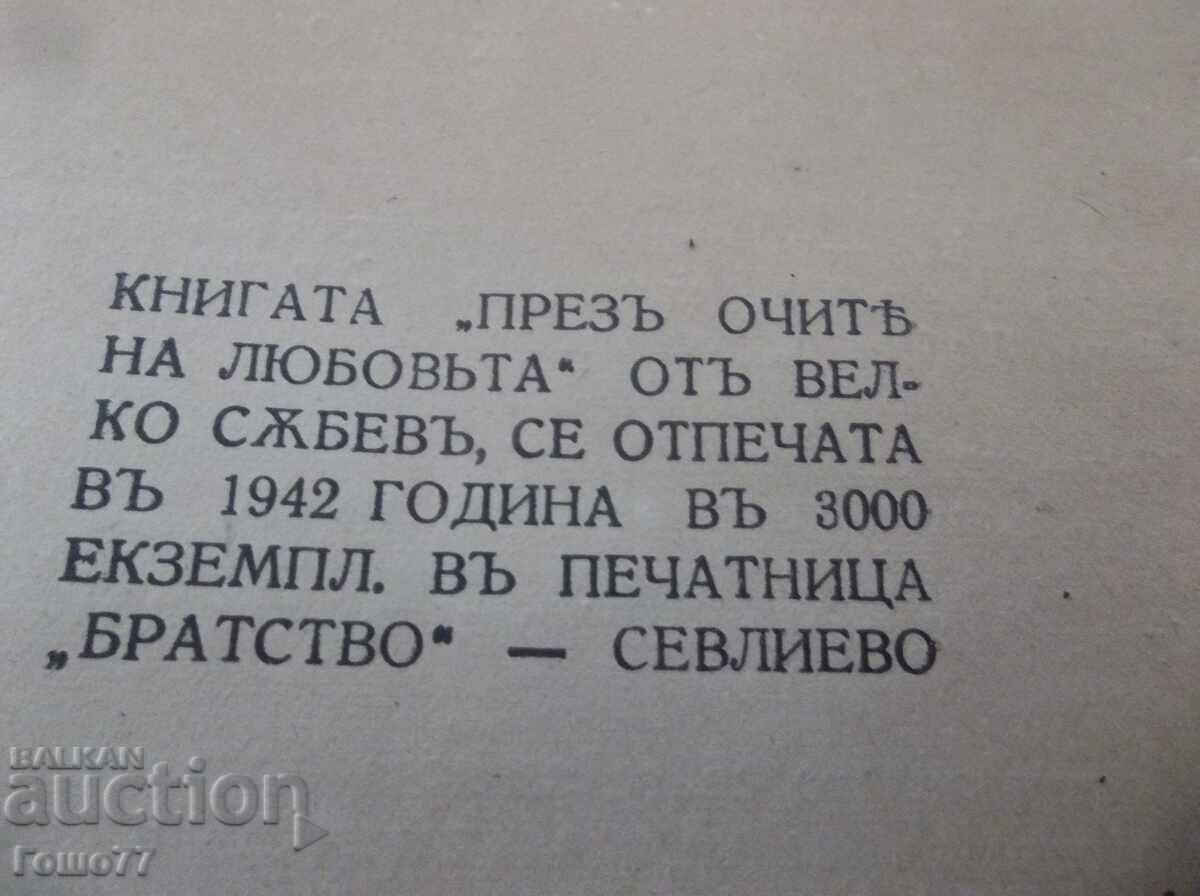 КНИГАТА „ПРЕЗЪ ОЧИТѢ
НА ЛЮБОВЬТА“ ОТЪ ВЕЛ-
КО СѪБЕВЪ, СЕ ОТПЕЧАТА
ВЪ 1942 ГОДИНА ВЪ 3000
ЕКЗЕМПЛ. ВЪ ПЕЧАТНИЦА
„БРАТСТВО“ — СЕВЛИЕВО
BALKAN
auction
Гошо77